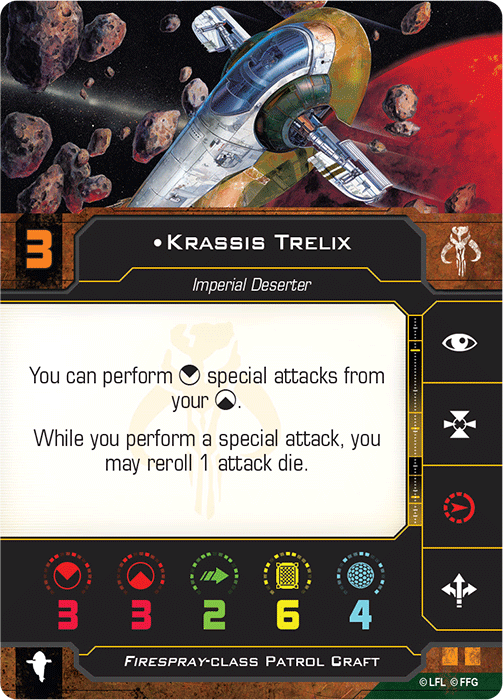 3
•Krassis Trelix
Imperial Deserter
You can perform special attacks from
your .
While you perform a special attack, you
may reroll 1 attack die.
3 3 2 6 4
Firespray-class Patrol Craft
©LFL ©FFG